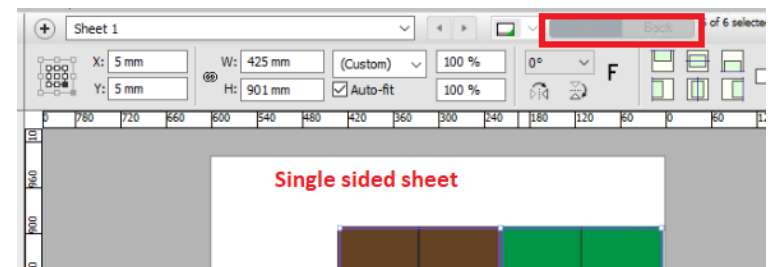 Sheet 1
Back
of 6 selected
X: 5 mm W: 425 mm (Custom) 100 % 0°
F
Y: 5 mm H: 901 mm Auto-fit 100 %
0 780 720 660 600 540 480 420 360 300 240 180 120 60 0 60
10
960
Single sided sheet
900